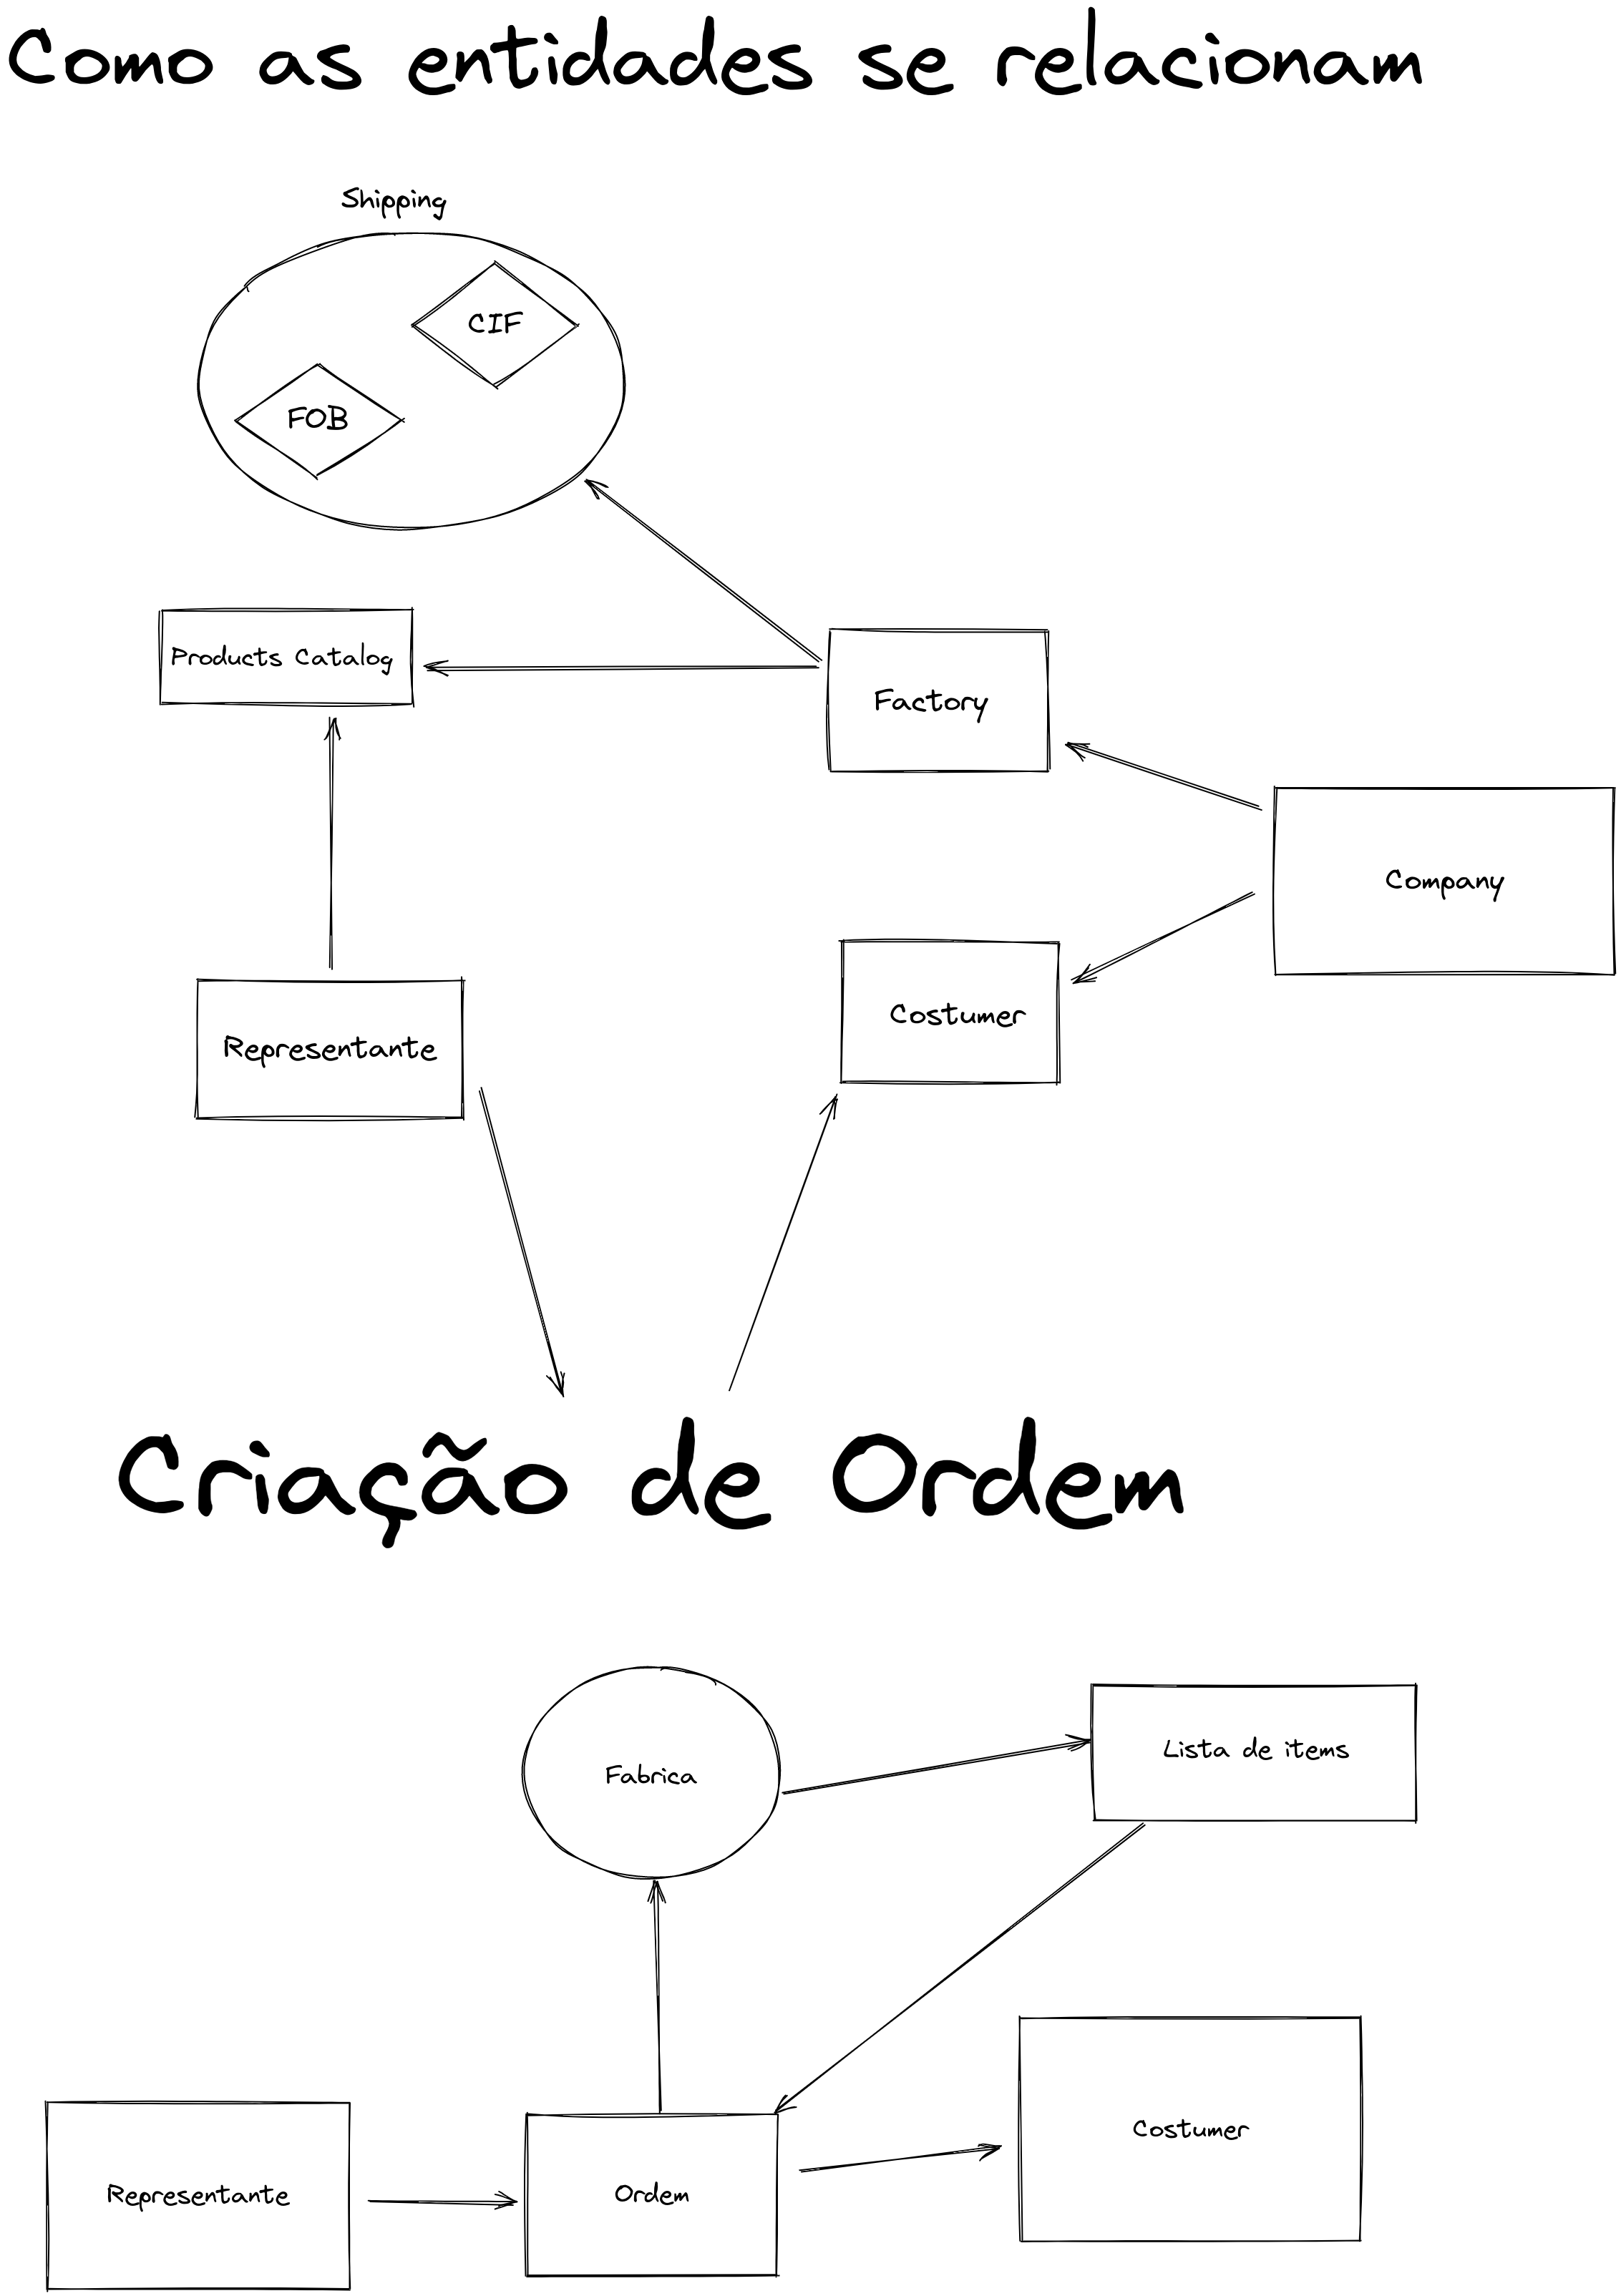 Como as entidades se relacionam
Shipping
CIF
FOB
Products Catalog
Factory
Company
Costumer
Representante
Criação de Ordem
Fabrica
Lista de items
Costumer
Representante
Ordem